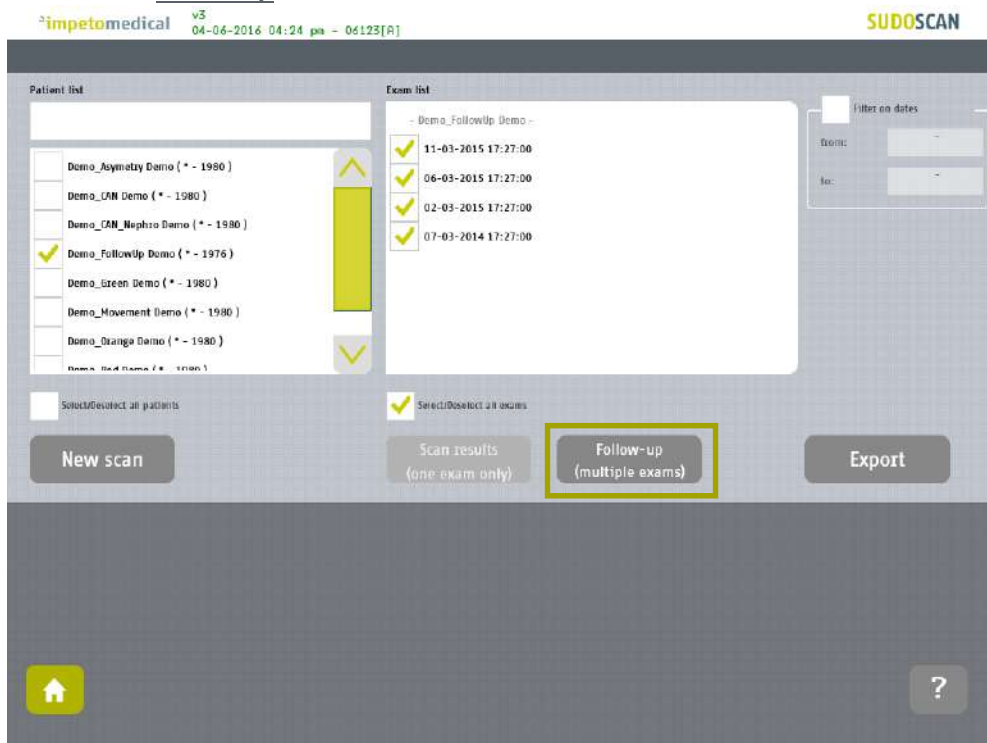 impetomedical
v3
04-06-2016 04:24 pm - 06123[A]
SUDOSCAN
Patient list
Exam list
Filter on dates
from:
-
to:
-
Demo_Asymetry Demo ( * - 1980 )
Demo_CAN Demo ( * - 1980 )
Demo_CAN_Nephro Demo ( * - 1980 )
Demo_FollowUp Demo ( * - 1976 )
Demo_Green Demo ( * - 1980 )
Demo_Movement Demo ( * - 1980 )
Demo_Orange Demo ( * - 1980 )
Demo_Red Demo ( * - 1980 )
- Demo_FollowUp Demo -
11-03-2015 17:27:00
06-03-2015 17:27:00
02-03-2015 17:27:00
07-03-2014 17:27:00
Select/Deselect all patients
Select/Deselect all exams
New scan
Scan results
(one exam only)
Follow-up
(multiple exams)
Export
?